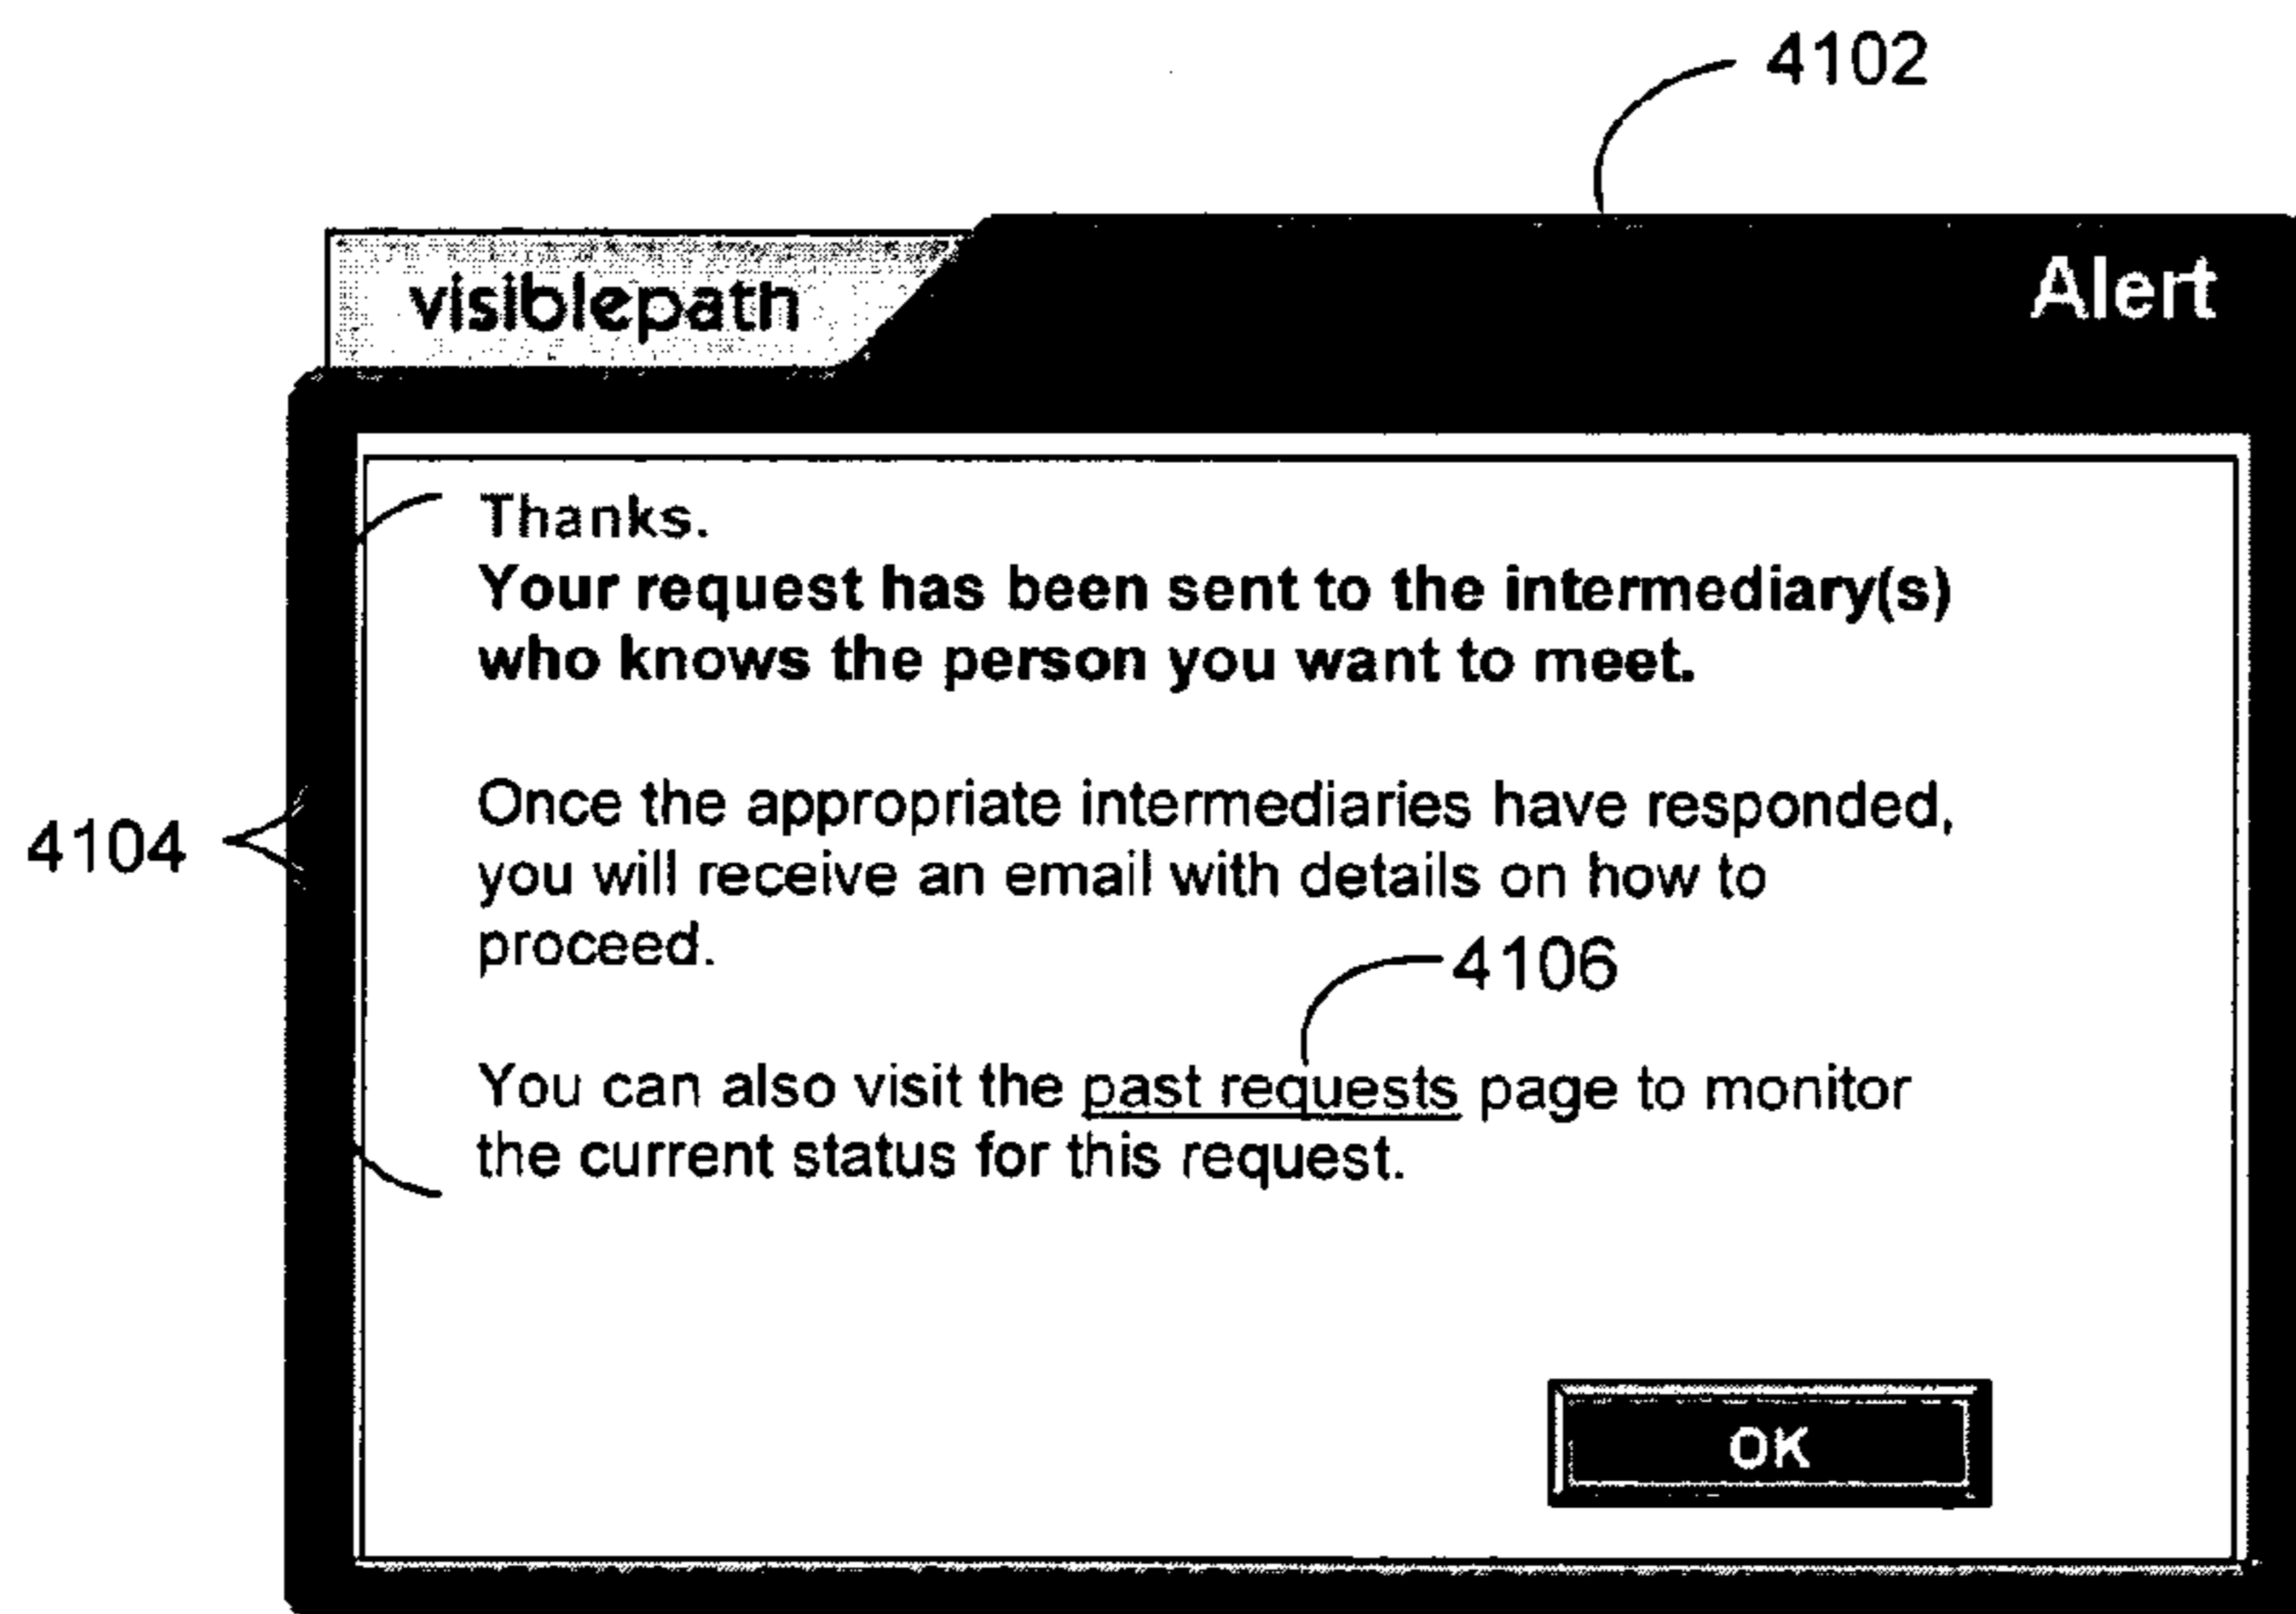 4102
visiblepath
Alert
Thanks.
Your request has been sent to the intermediary(s)
who knows the person you want to meet.
Once the appropriate intermediaries have responded,
you will receive an email with details on how to
proceed.
4104
4106
You can also visit the past requests page to monitor
the current status for this request.
OK